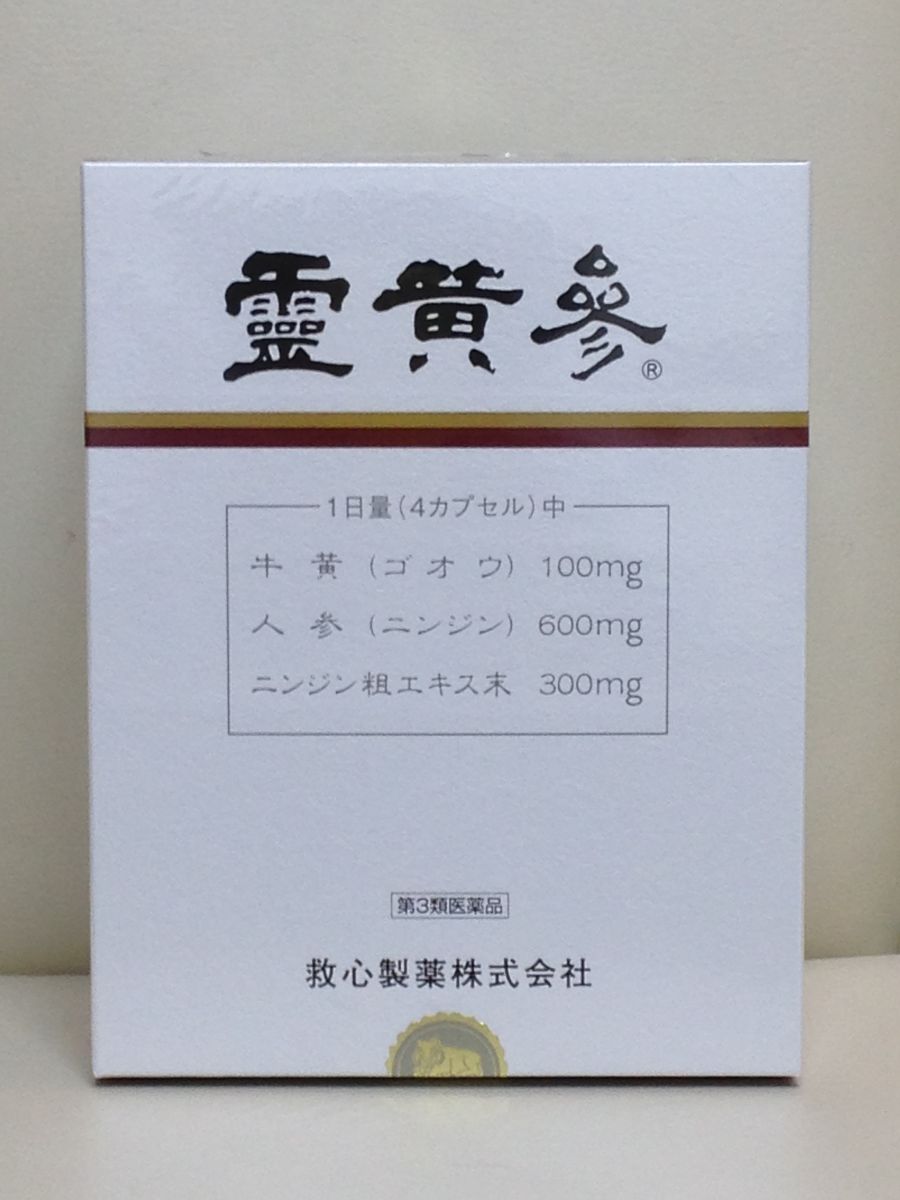 靈黄參®
1日量(4カプセル)中
牛黄(ゴオウ) 100mg
人参(ニンジン) 600mg
ニンジン粗エキス末 300mg
第3類医薬品
救心製薬株式会社